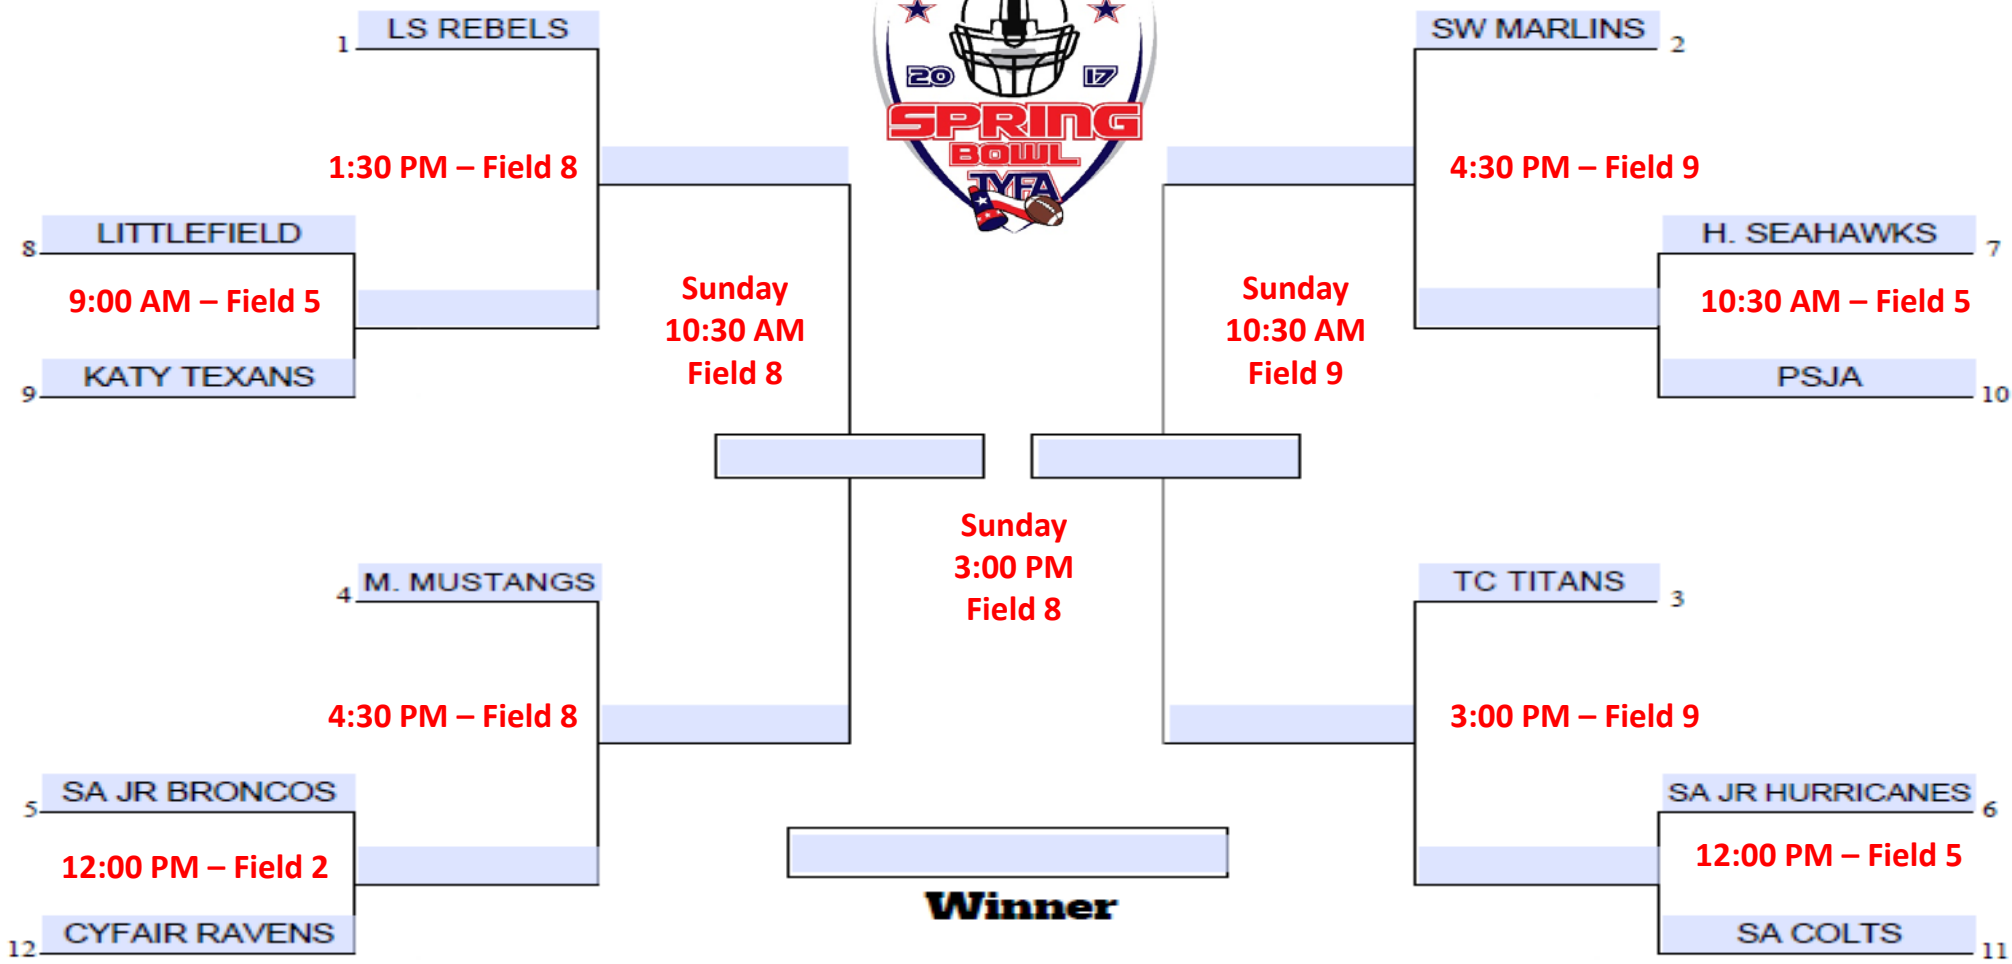 LS REBELS
1
SW MARLINS
2
20 17
SPRING
BOWL
TYFA
1:30 PM – Field 8
4:30 PM – Field 9
LITTLEFIELD
8
H. SEAHAWKS
7
9:00 AM – Field 5
Sunday
10:30 AM
Field 8
Sunday
10:30 AM
Field 9
10:30 AM – Field 5
KATY TEXANS
9
PSJA
10
Sunday
3:00 PM
Field 8
M. MUSTANGS
4
TC TITANS
3
4:30 PM – Field 8
3:00 PM – Field 9
SA JR BRONCOS
5
SA JR HURRICANES
6
12:00 PM – Field 2
12:00 PM – Field 5
Winner
CYFAIR RAVENS
12
SA COLTS
11